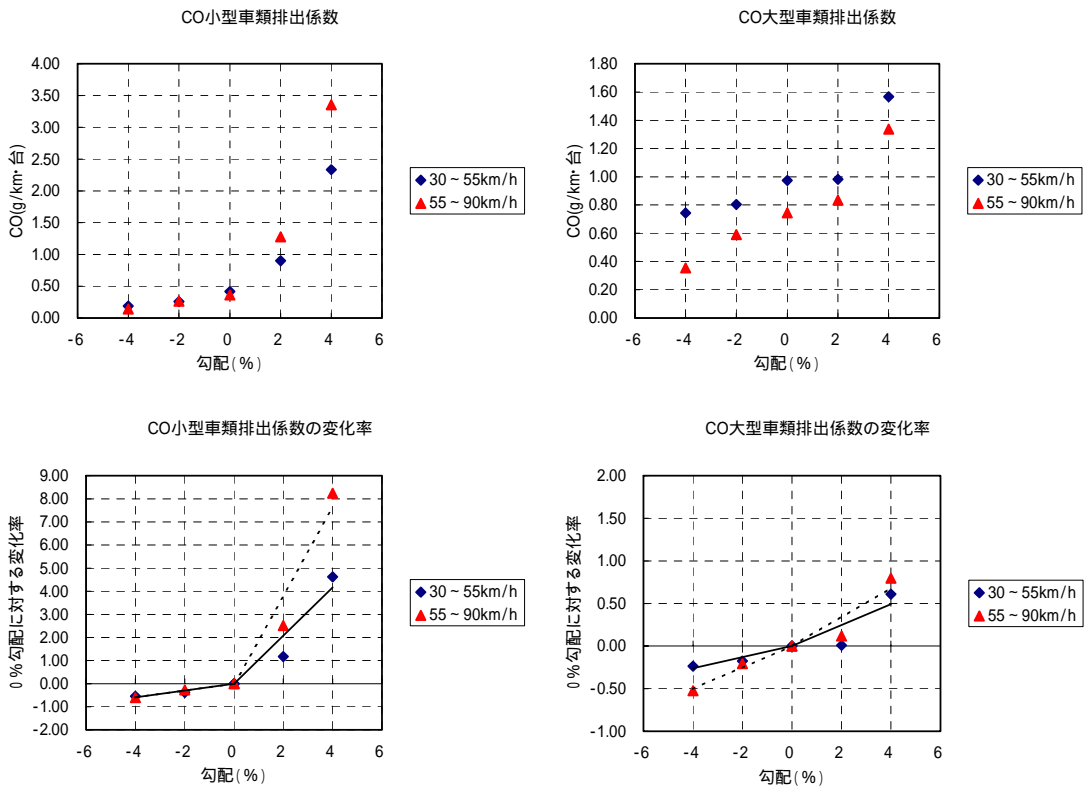 CO小型車類排出係数
4.00
3.50
3.00
2.50
2.00
1.50
1.00
0.50
0.00
CO(g/km・台)
-6 -4 -2 0 2 4 6
勾配(%)
30~55km/h
55~90km/h
CO大型車類排出係数
1.80
1.60
1.40
1.20
1.00
0.80
0.60
0.40
0.20
0.00
CO(g/km・台)
-6 -4 -2 0 2 4 6
勾配(%)
30~55km/h
55~90km/h
CO小型車類排出係数の変化率
9.00
8.00
7.00
6.00
5.00
4.00
3.00
2.00
1.00
0.00
-1.00
-2.00
0%勾配に対する変化率
-6 -4 -2 0 2 4 6
勾配(%)
30~55km/h
55~90km/h
CO大型車類排出係数の変化率
2.00
1.50
1.00
0.50
0.00
-0.50
-1.00
0%勾配に対する変化率
-6 -4 -2 0 2 4 6
勾配(%)
30~55km/h
55~90km/h